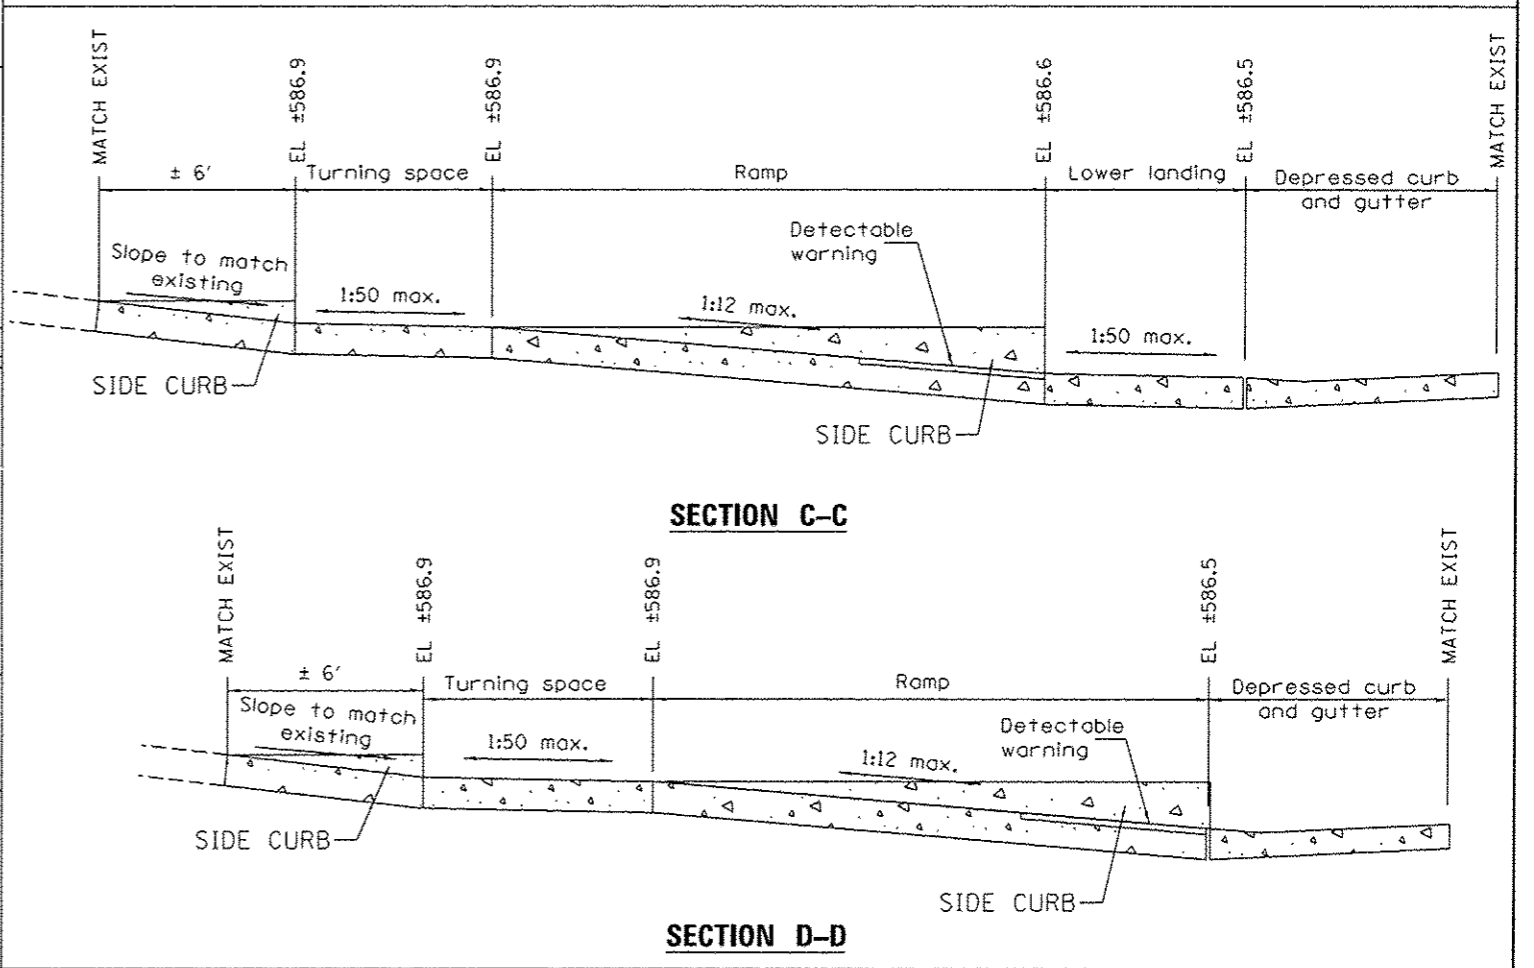 MATCH EXIST
EL ±586.9
EL ±586.9
EL ±586.6
EL ±586.5
MATCH EXIST
± 6′
Turning space
Ramp
Lower landing
Depressed curb
and gutter
Slope to match
existing
1:50 max.
1:12 max.
Detectable
warning
1:50 max.
SIDE CURB
SIDE CURB
SECTION C–C
MATCH EXIST
EL ±586.9
EL ±586.9
EL ±586.5
MATCH EXIST
± 6′
Turning space
Ramp
Depressed curb
and gutter
Slope to match
existing
1:50 max.
1:12 max.
Detectable
warning
SIDE CURB
SIDE CURB
SECTION D–D